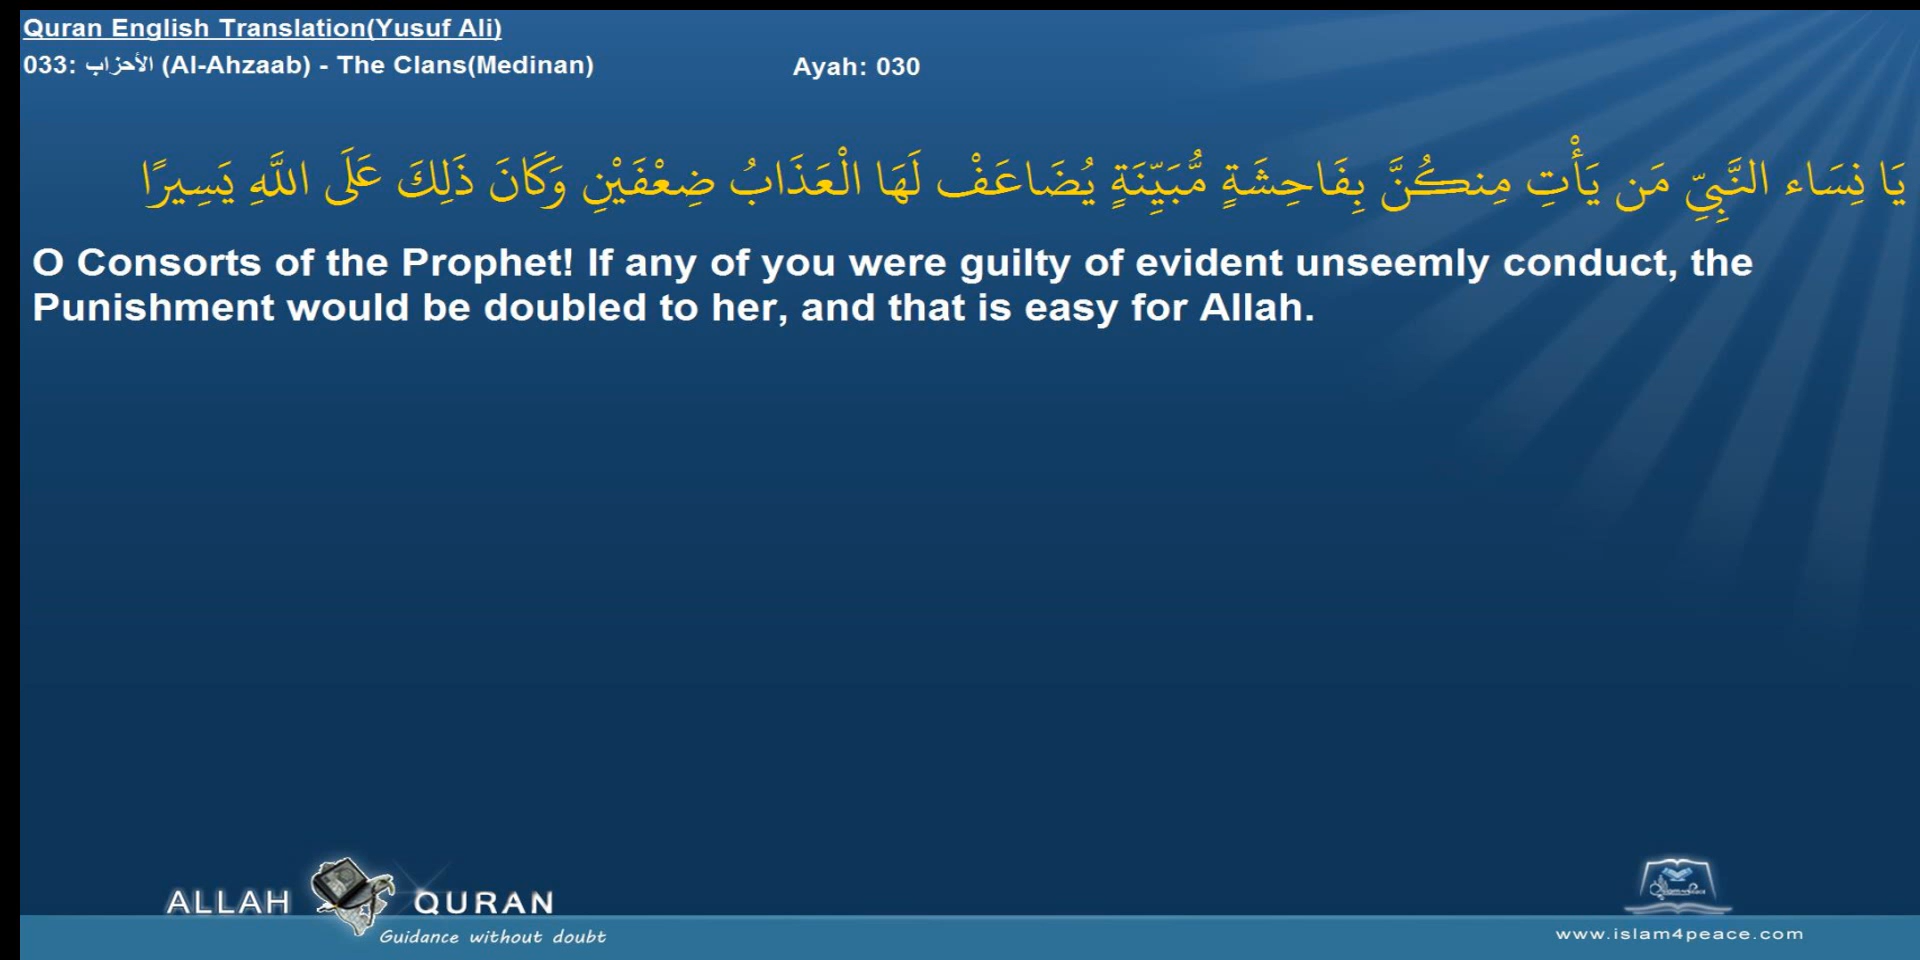 Quran English Translation(Yusuf Ali)
033: الأحزاب (Al-Ahzaab) - The Clans(Medinan) Ayah: 030
يَا نِسَاء النَّبِيِّ مَن يَأْتِ مِنكُنَّ بِفَاحِشَةٍ مُّبَيِّنَةٍ يُضَاعَفْ لَهَا الْعَذَابُ ضِعْفَيْنِ وَكَانَ ذَلِكَ عَلَى اللَّهِ يَسِيرًا
O Consorts of the Prophet! If any of you were guilty of evident unseemly conduct, the
Punishment would be doubled to her, and that is easy for Allah.
ALLAH QURAN
Guidance without doubt
www.islam4peace.com